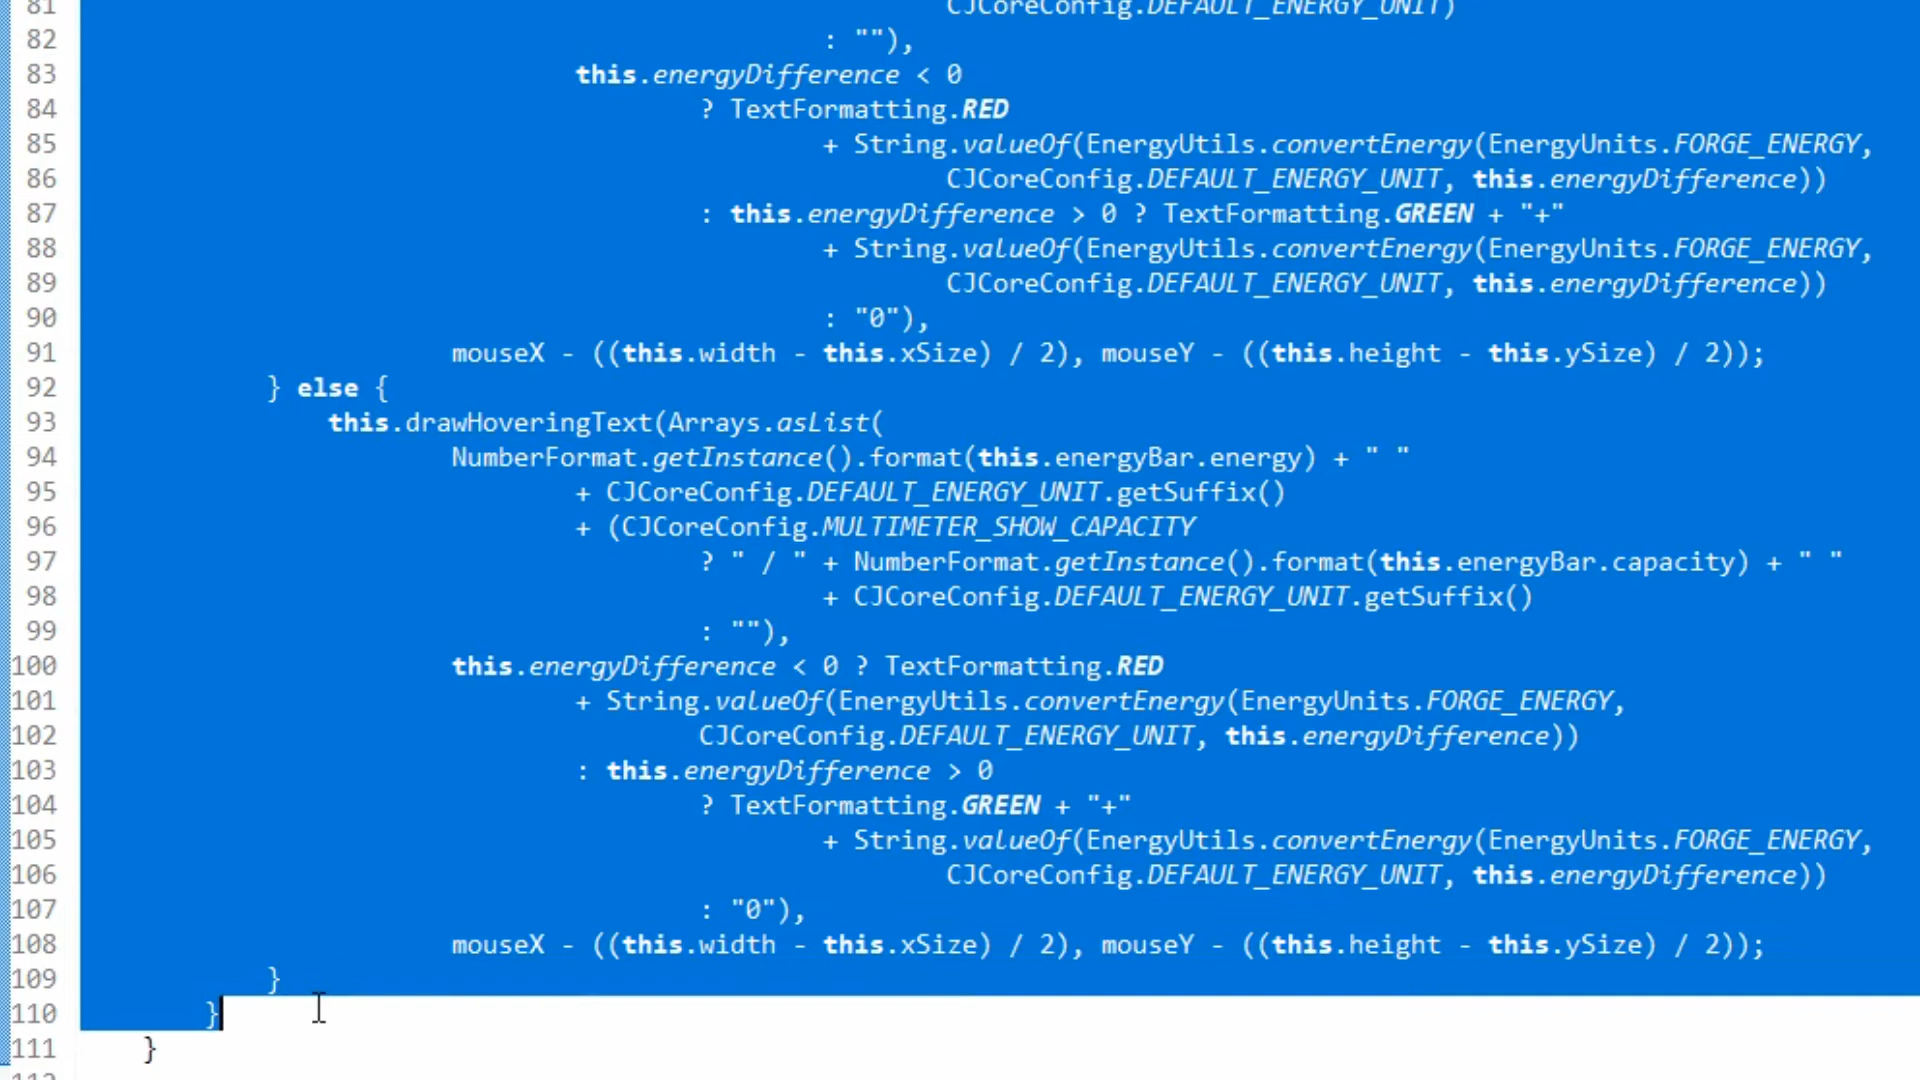 81 CJCoreConfig.DEFAULT_ENERGY_UNIT)
82 : ""),
83 this.energyDifference < 0
84 ? TextFormatting.RED
85 + String.valueOf(EnergyUtils.convertEnergy(EnergyUnits.FORGE_ENERGY,
86 CJCoreConfig.DEFAULT_ENERGY_UNIT, this.energyDifference))
87 : this.energyDifference > 0 ? TextFormatting.GREEN + "+"
88 + String.valueOf(EnergyUtils.convertEnergy(EnergyUnits.FORGE_ENERGY,
89 CJCoreConfig.DEFAULT_ENERGY_UNIT, this.energyDifference))
90 : "0"),
91 mouseX - ((this.width - this.xSize) / 2), mouseY - ((this.height - this.ySize) / 2));
92 } else {
93 this.drawHoveringText(Arrays.asList(
94 NumberFormat.getInstance().format(this.energyBar.energy) + " "
95 + CJCoreConfig.DEFAULT_ENERGY_UNIT.getSuffix()
96 + (CJCoreConfig.MULTIMETER_SHOW_CAPACITY
97 ? " / " + NumberFormat.getInstance().format(this.energyBar.capacity) + " "
98 + CJCoreConfig.DEFAULT_ENERGY_UNIT.getSuffix()
99 : ""),
100 this.energyDifference < 0 ? TextFormatting.RED
101 + String.valueOf(EnergyUtils.convertEnergy(EnergyUnits.FORGE_ENERGY,
102 CJCoreConfig.DEFAULT_ENERGY_UNIT, this.energyDifference))
103 : this.energyDifference > 0
104 ? TextFormatting.GREEN + "+"
105 + String.valueOf(EnergyUtils.convertEnergy(EnergyUnits.FORGE_ENERGY,
106 CJCoreConfig.DEFAULT_ENERGY_UNIT, this.energyDifference))
107 : "0"),
108 mouseX - ((this.width - this.xSize) / 2), mouseY - ((this.height - this.ySize) / 2));
109 }
110 }
111 }
112